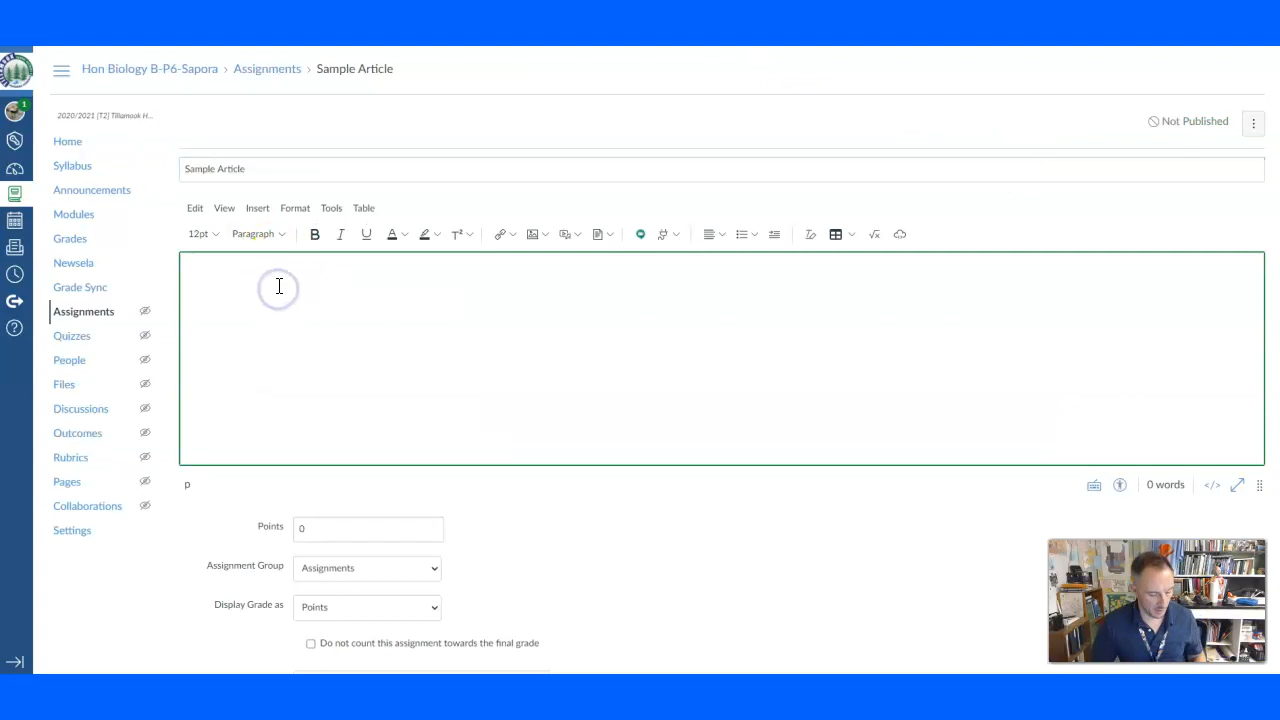 Hon Biology B-P6-Sapora › Assignments › Sample Article
1
2020/2021 [T2] Tillamook H...
Not Published
Home
Syllabus
Announcements
Modules
Grades
Newsela
Grade Sync
Assignments
Quizzes
People
Files
Discussions
Outcomes
Rubrics
Pages
Collaborations
Settings
Sample Article
Edit View Insert Format Tools Table
12pt Paragraph B I U A T²
p
0 words </>
Points 0
Assignment Group Assignments
Display Grade as Points
Do not count this assignment towards the final grade